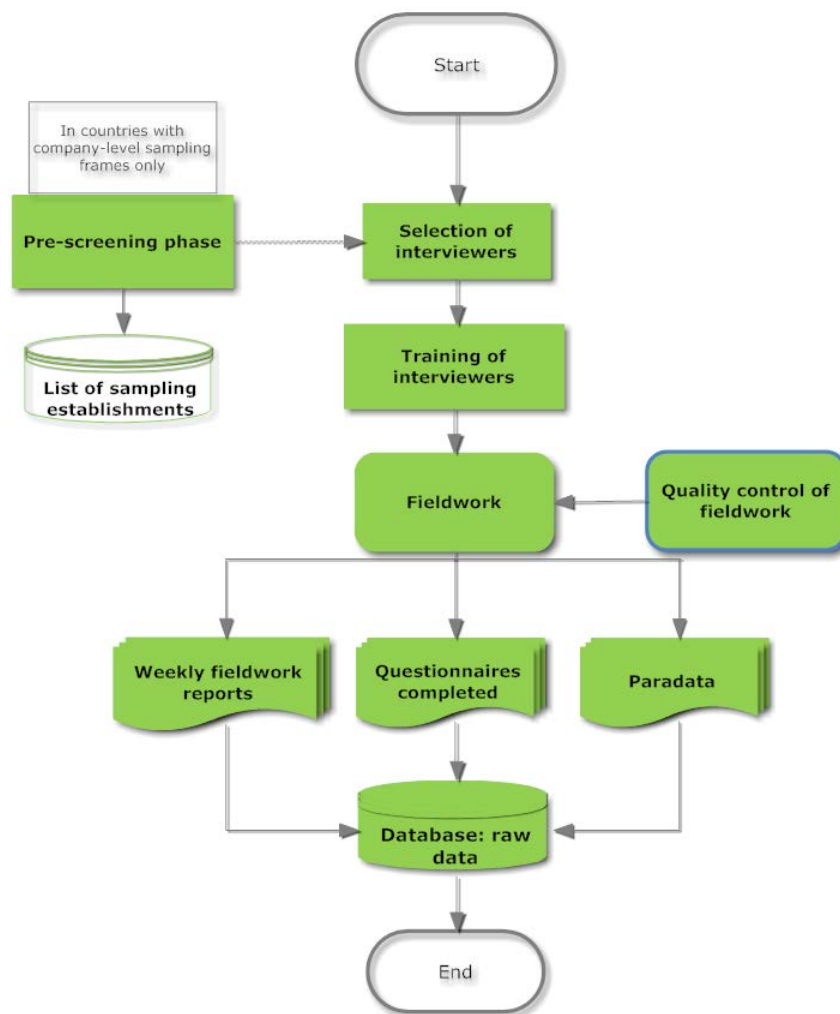 Start
In countries with
company-level sampling
frames only
Pre-screening phase
Selection of
interviewers
List of sampling
establishments
Training of
interviewers
Fieldwork
Quality control of
fieldwork
Weekly fieldwork
reports
Questionnaires
completed
Paradata
Database: raw
data
End